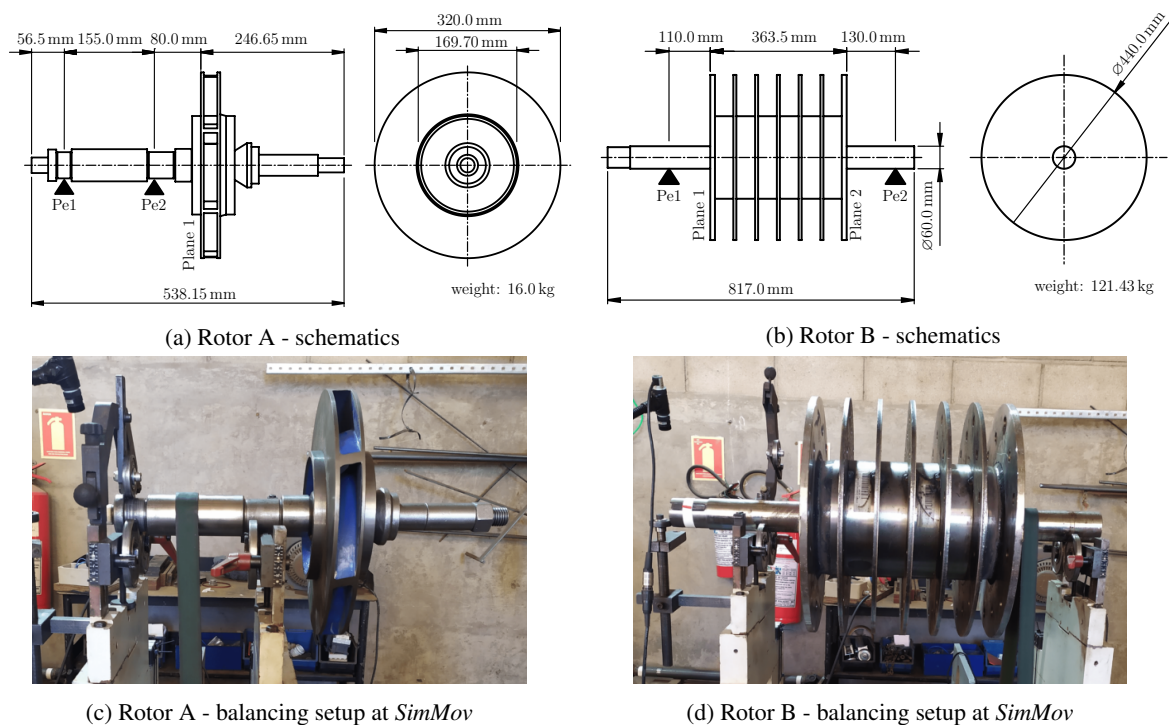 56.5 mm 155.0 mm 80.0 mm 246.65 mm
320.0 mm
169.70 mm
Pe1
Pe2
Plane 1
538.15 mm
weight: 16.0 kg
(a) Rotor A - schematics
110.0 mm 363.5 mm 130.0 mm
Ø440.0 mm
Pe1
Plane 1
Plane 2
Pe2
Ø60.0 mm
817.0 mm
weight: 121.43 kg
(b) Rotor B - schematics
(c) Rotor A - balancing setup at SimMov
(d) Rotor B - balancing setup at SimMov